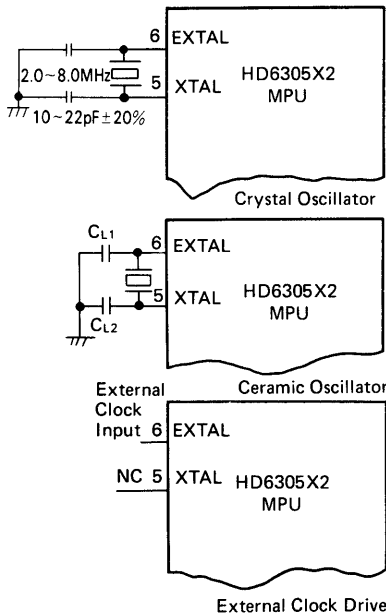 6 EXTAL
2.0~8.0MHz
HD6305X2
MPU
5 XTAL
10~22pF±20%
Crystal Oscillator
CL1
6 EXTAL
HD6305X2
MPU
5 XTAL
CL2
Ceramic Oscillator
External
Clock
Input 6 EXTAL
NC 5 XTAL
HD6305X2
MPU
External Clock Drive